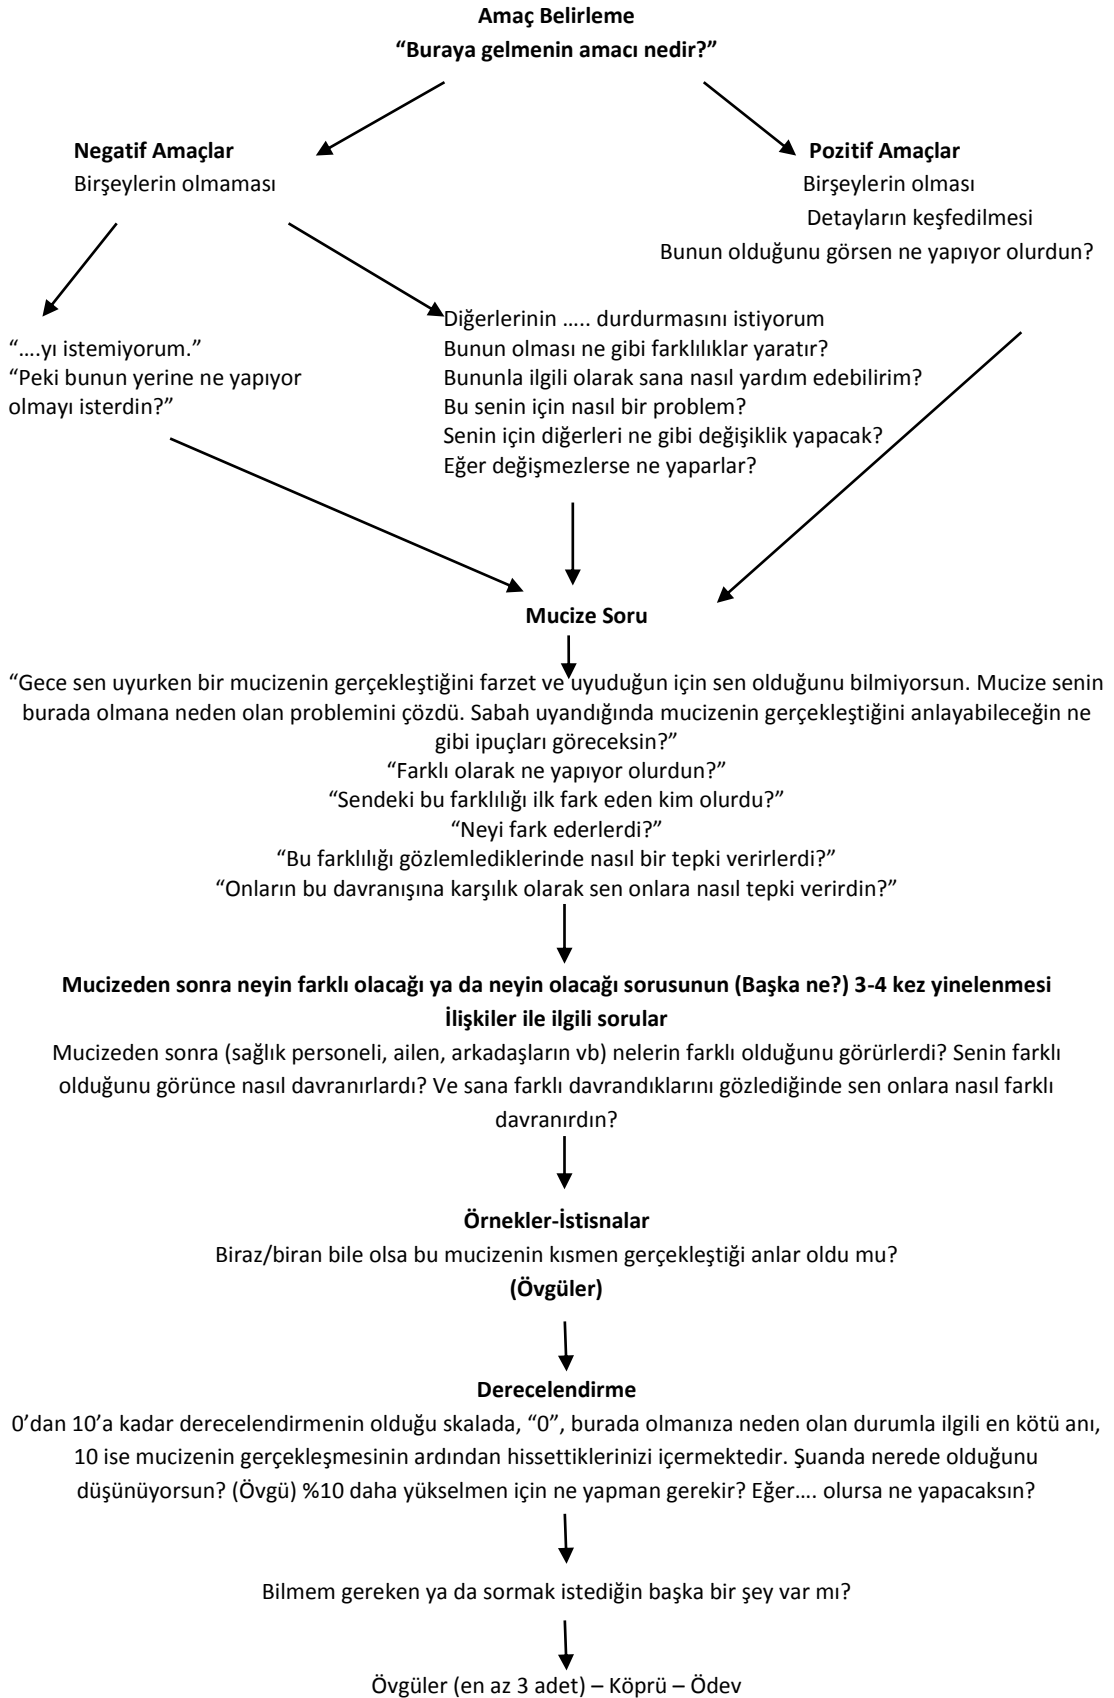 Amaç Belirleme
“Buraya gelmenin amacı nedir?”
Negatif Amaçlar
Birşeylerin olmaması
Pozitif Amaçlar
Birşeylerin olması
Detayların keşfedilmesi
Bunun olduğunu görsen ne yapıyor olurdun?
“….yı istemiyorum.”
“Peki bunun yerine ne yapıyor
olmayı isterdin?”
Diğerlerinin ….. durdurmasını istiyorum
Bunun olması ne gibi farklılıklar yaratır?
Bununla ilgili olarak sana nasıl yardım edebilirim?
Bu senin için nasıl bir problem?
Senin için diğerleri ne gibi değişiklik yapacak?
Eğer değişmezlerse ne yaparlar?
Mucize Soru
“Gece sen uyurken bir mucizenin gerçekleştiğini farzet ve uyuduğun için sen olduğunu bilmiyorsun. Mucize senin
burada olmana neden olan problemini çözdü. Sabah uyandığında mucizenin gerçekleştiğini anlayabileceğin ne
gibi ipuçları göreceksin?”
“Farklı olarak ne yapıyor olurdun?”
“Sendeki bu farklılığı ilk fark eden kim olurdu?”
“Neyi fark ederlerdi?”
“Bu farklılığı gözlemlediklerinde nasıl bir tepki verirlerdi?”
“Onların bu davranışına karşılık olarak sen onlara nasıl tepki verirdin?”
Mucizeden sonra neyin farklı olacağı ya da neyin olacağı sorusunun (Başka ne?) 3-4 kez yinelenmesi
İlişkiler ile ilgili sorular
Mucizeden sonra (sağlık personeli, ailen, arkadaşların vb) nelerin farklı olduğunu görürlerdi? Senin farklı
olduğunu görünce nasıl davranırlardı? Ve sana farklı davrandıklarını gözlediğinde sen onlara nasıl farklı
davranırdın?
Örnekler-İstisnalar
Biraz/biran bile olsa bu mucizenin kısmen gerçekleştiği anlar oldu mu?
(Övgüler)
Derecelendirme
0’dan 10’a kadar derecelendirmenin olduğu skalada, “0”, burada olmanıza neden olan durumla ilgili en kötü anı,
10 ise mucizenin gerçekleşmesinin ardından hissettiklerinizi içermektedir. Şuanda nerede olduğunu
düşünüyorsun? (Övgü) %10 daha yükselmen için ne yapman gerekir? Eğer…. olursa ne yapacaksın?
Bilmem gereken ya da sormak istediğin başka bir şey var mı?
Övgüler (en az 3 adet) – Köprü – Ödev